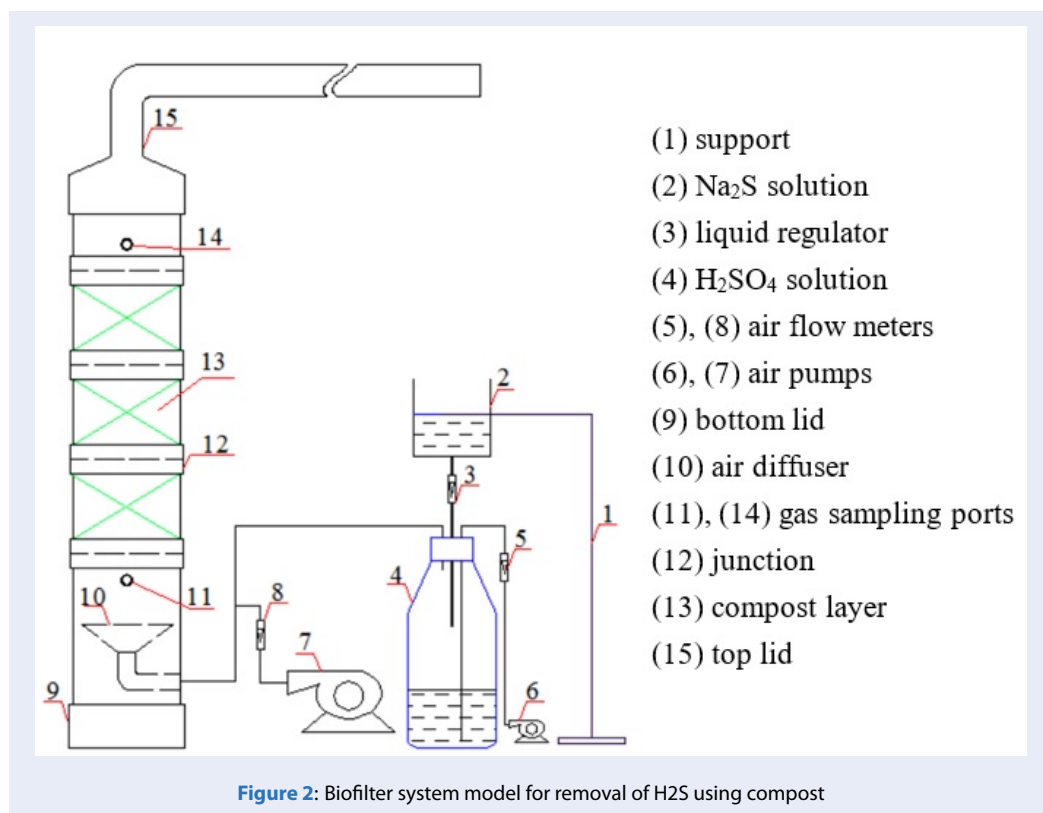 15
14
13
12
11
10
9
8
7
6
5
4
3
2
1
(1) support
(2) Na₂S solution
(3) liquid regulator
(4) H₂SO₄ solution
(5), (8) air flow meters
(6), (7) air pumps
(9) bottom lid
(10) air diffuser
(11), (14) gas sampling ports
(12) junction
(13) compost layer
(15) top lid
Figure 2: Biofilter system model for removal of H2S using compost